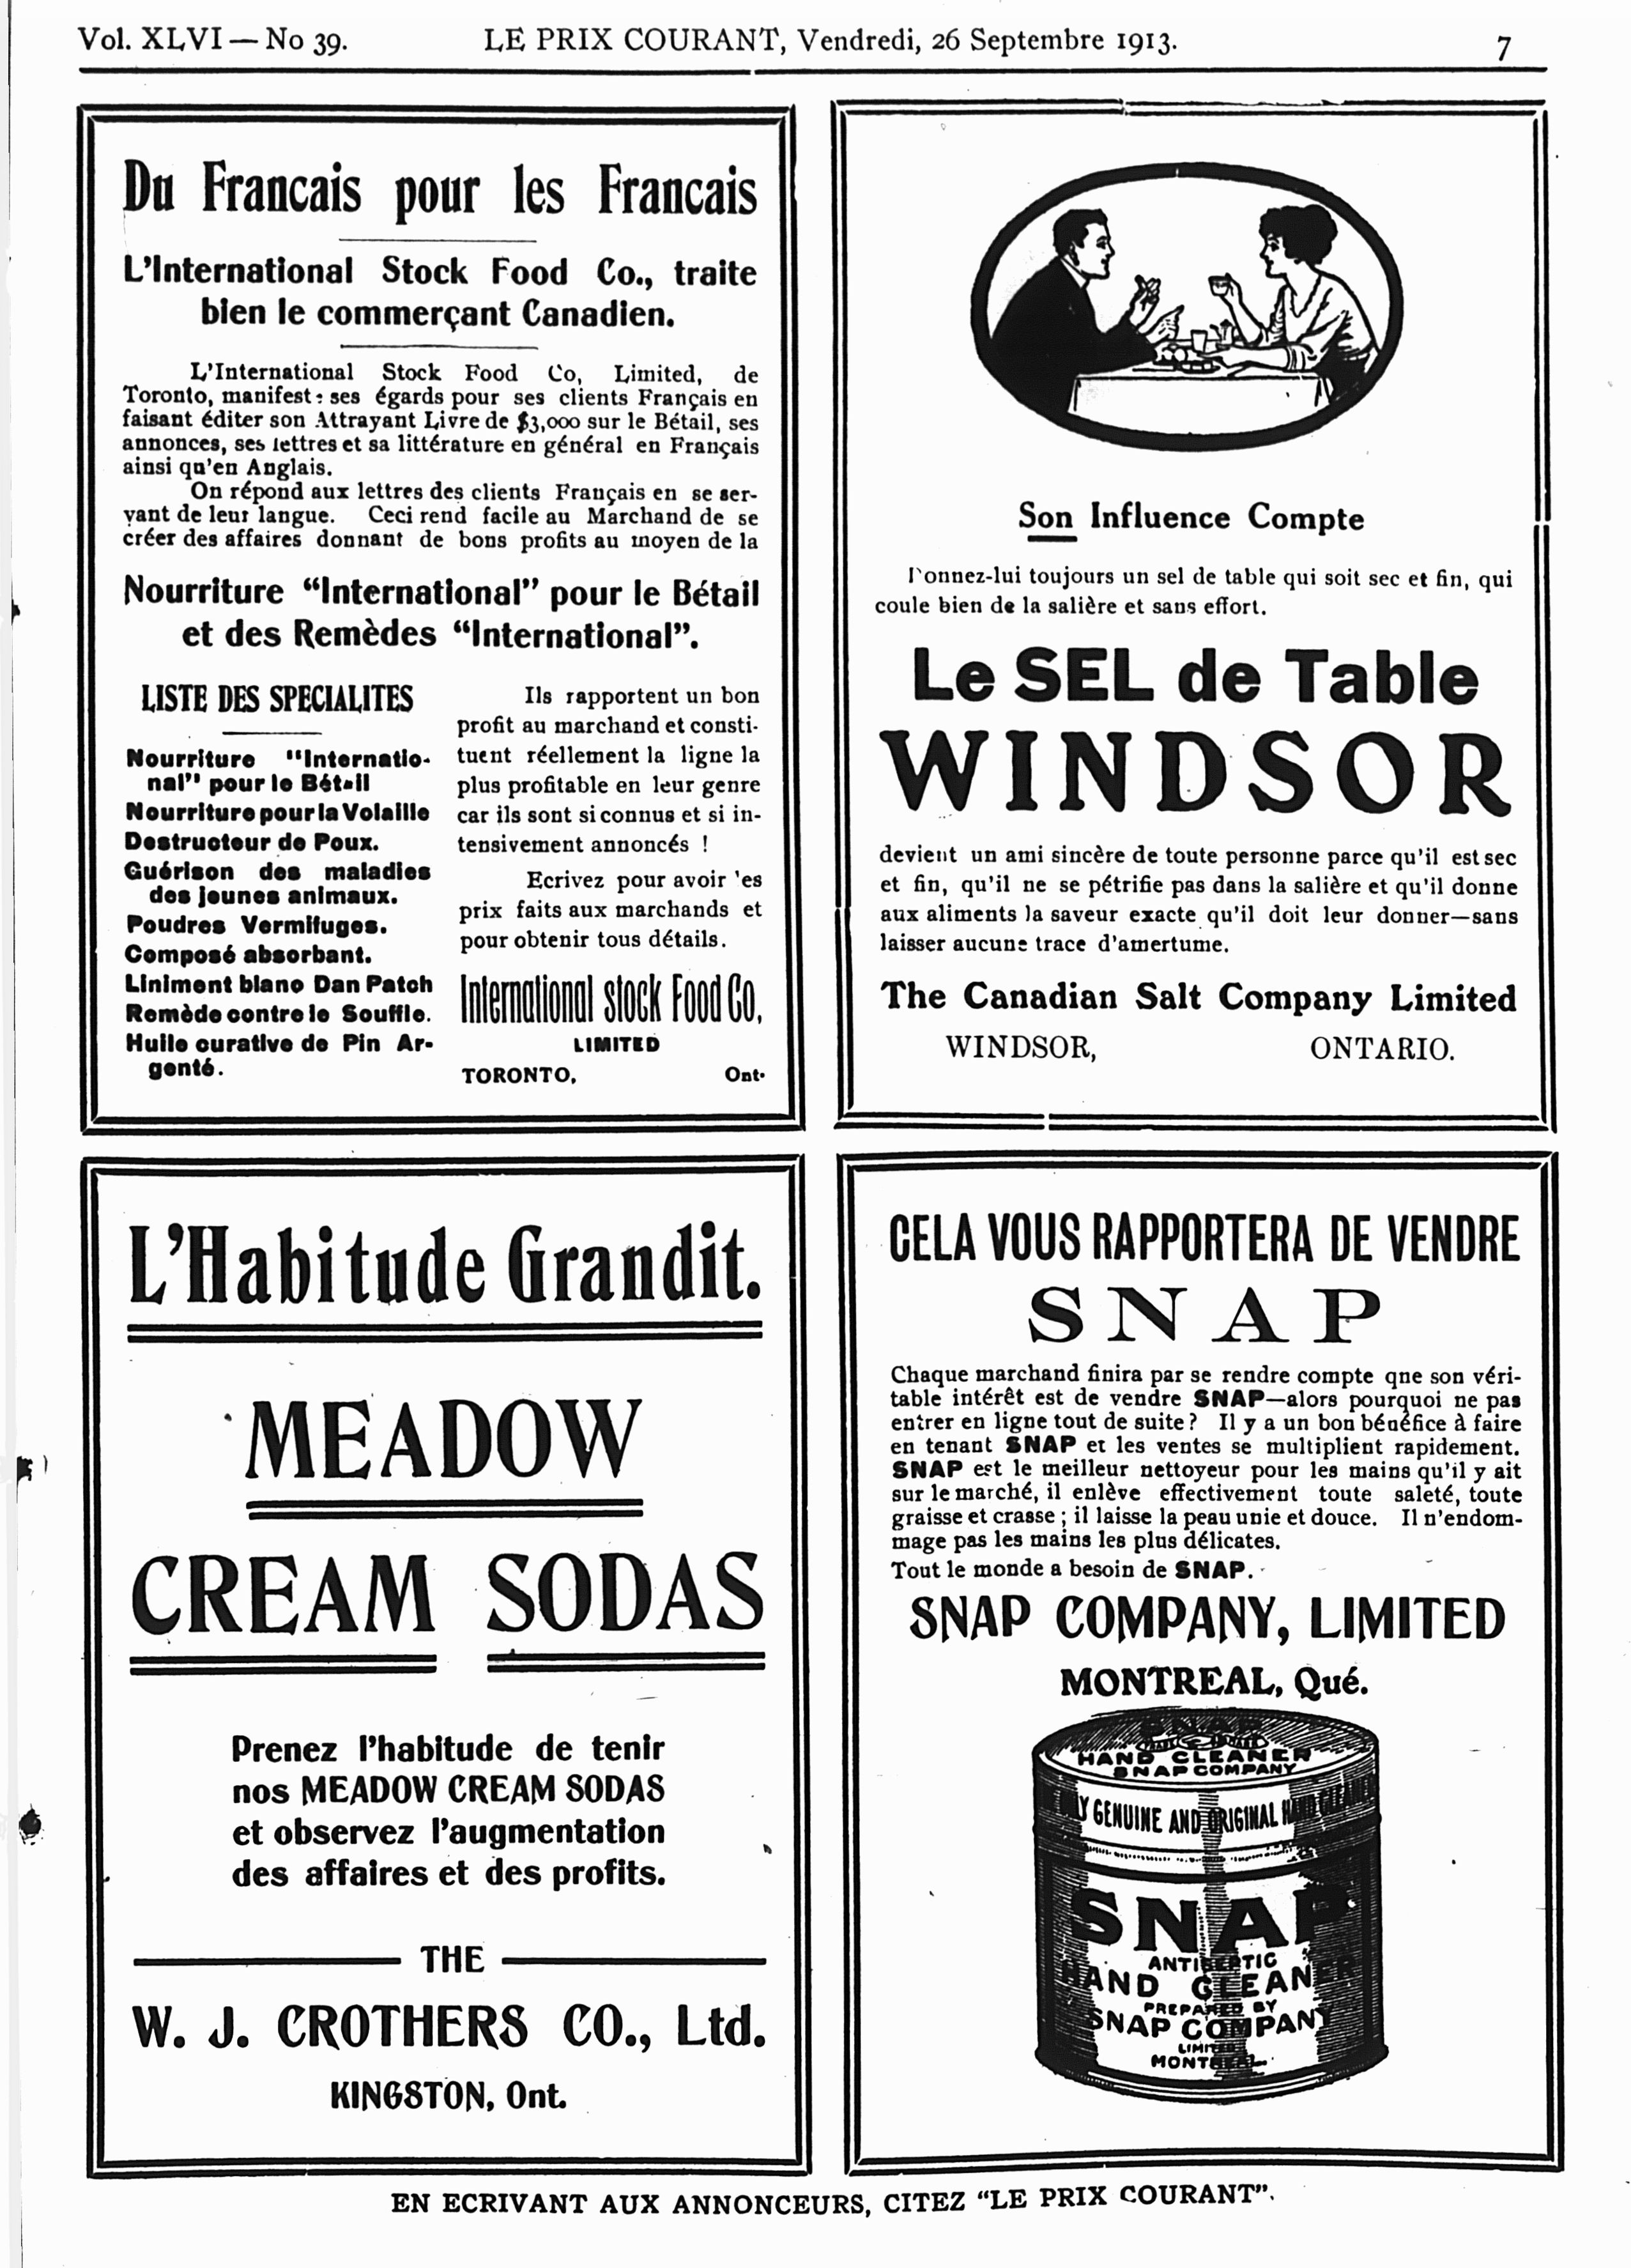 Vol. XLVI — No 39.
LE PRIX COURANT, Vendredi, 26 Septembre 1913.
7
Du Francais pour les Francais
L'International Stock Food Co., traite
bien le commerçant Canadien.
L'International Stock Food Co, Limited, de
Toronto, manifeste ses égards pour ses clients Français en
faisant éditer son Attrayant Livre de $3,000 sur le Bétail, ses
annonces, ses lettres et sa littérature en général en Français
ainsi qu'en Anglais.
On répond aux lettres des clients Français en se ser-
vant de leur langue. Ceci rend facile au Marchand de se
créer des affaires donnant de bons profits au moyen de la
Nourriture "International" pour le Bétail
et des Remèdes "International".
LISTE DES SPECIALITES
Nourriture "Internatio-
nal" pour le Bétail
Nourriture pour la Volaille
Destructeur de Poux.
Guérison des maladies
des jeunes animaux.
Poudres Vermifuges.
Composé absorbant.
Liniment blanc Dan Patch
Remède contre le Souffle.
Huile curative de Pin Ar-
genté.
Ils rapportent un bon
profit au marchand et consti-
tuent réellement la ligne la
plus profitable en leur genre
car ils sont si connus et si in-
tensivement annoncés !
Ecrivez pour avoir 'es
prix faits aux marchands et
pour obtenir tous détails.
International Stock Food Co,
LIMITED
TORONTO, Ont.
Son Influence Compte
Donnez-lui toujours un sel de table qui soit sec et fin, qui
coule bien de la salière et sans effort.
Le SEL de Table
WINDSOR
devient un ami sincère de toute personne parce qu'il est sec
et fin, qu'il ne se pétrifie pas dans la salière et qu'il donne
aux aliments la saveur exacte qu'il doit leur donner—sans
laisser aucune trace d'amertume.
The Canadian Salt Company Limited
WINDSOR, ONTARIO.
L'Habitude Grandit.
MEADOW
CREAM SODAS
Prenez l'habitude de tenir
nos MEADOW CREAM SODAS
et observez l'augmentation
des affaires et des profits.
THE
W. J. CROTHERS CO., Ltd.
KINGSTON, Ont.
CELA VOUS RAPPORTERA DE VENDRE
SNAP
Chaque marchand finira par se rendre compte qne son véri-
table intérêt est de vendre SNAP—alors pourquoi ne pas
entrer en ligne tout de suite ? Il y a un bon bénéfice à faire
en tenant SNAP et les ventes se multiplient rapidement.
SNAP est le meilleur nettoyeur pour les mains qu'il y ait
sur le marché, il enlève effectivement toute saleté, toute
graisse et crasse ; il laisse la peau unie et douce. Il n'endom-
mage pas les mains les plus délicates.
Tout le monde a besoin de SNAP.
SNAP COMPANY, LIMITED
MONTREAL, Qué.
SNAP
HAND CLEANER
SNAP COMPANY
GENUINE AND ORIGINAL HAND CLEANER
SNAP
ANTISEPTIC
HAND CLEANER
PREPARED BY
SNAP COMPANY
LIMITED
MONTREAL
EN ECRIVANT AUX ANNONCEURS, CITEZ "LE PRIX COURANT".